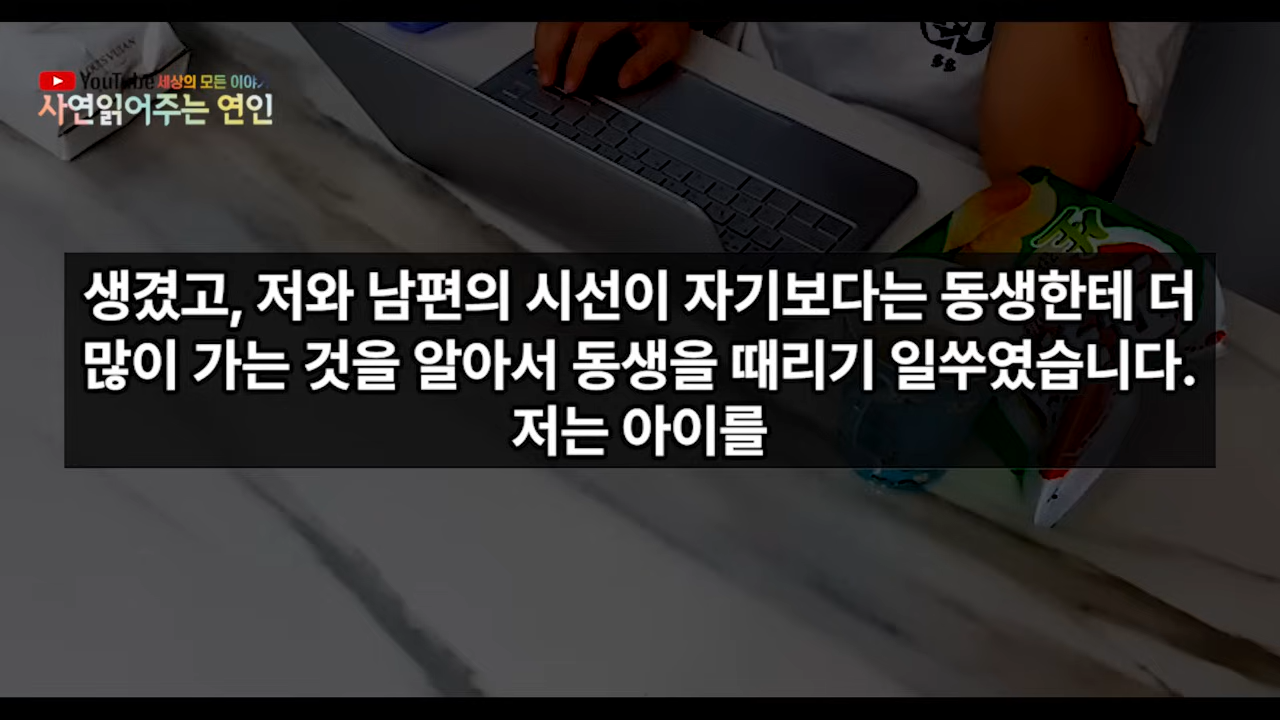 YouTube 세상의 모든 이야
사연읽어주는 연인
생겼고, 저와 남편의 시선이 자기보다는 동생한테 더
많이 가는 것을 알아서 동생을 때리기 일쑤였습니다.
저는 아이를